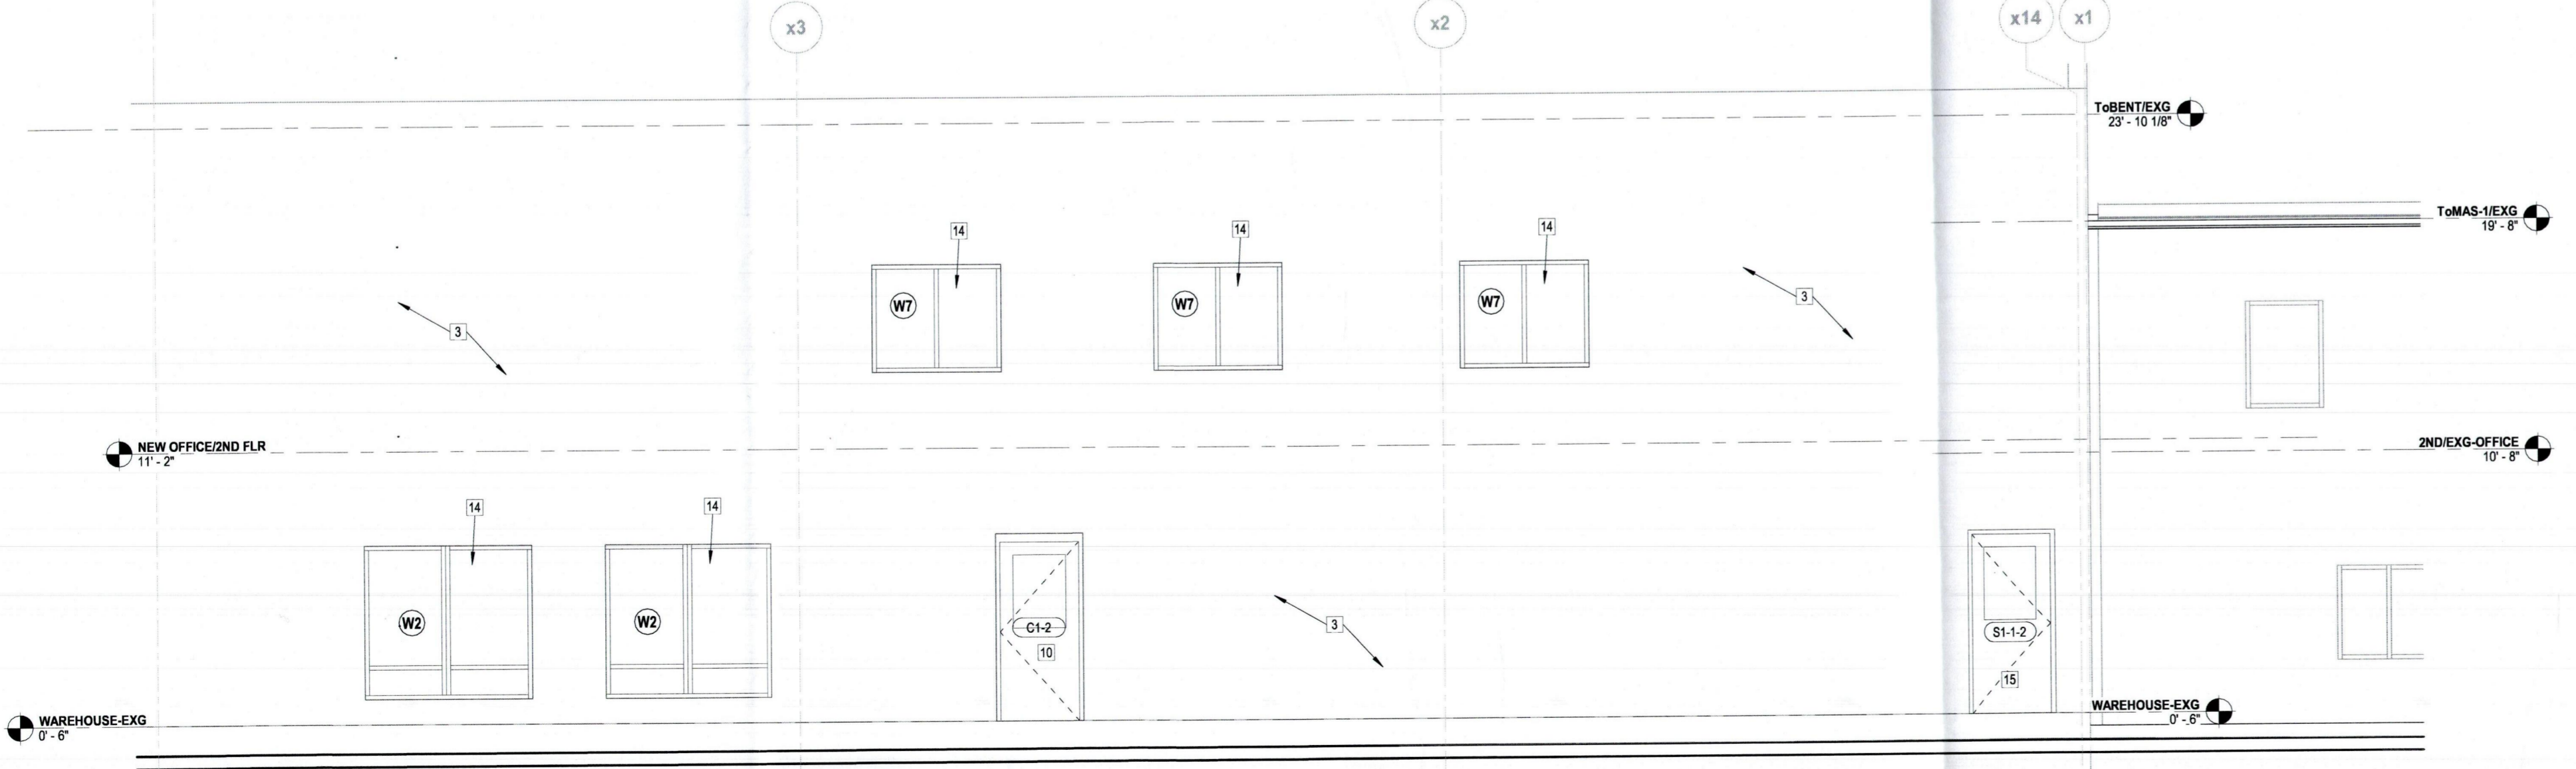 x3
x2
x14
x1
ToBENT/EXG
23' - 10 1/8"
ToMAS-1/EXG
19' - 8"
14
14
14
W7
W7
W7
3
3
NEW OFFICE/2ND FLR
11' - 2"
2ND/EXG-OFFICE
10' - 8"
14
14
W2
W2
C1-2
10
3
S1-1-2
15
WAREHOUSE-EXG
0' - 6"
WAREHOUSE-EXG
0' - 6"